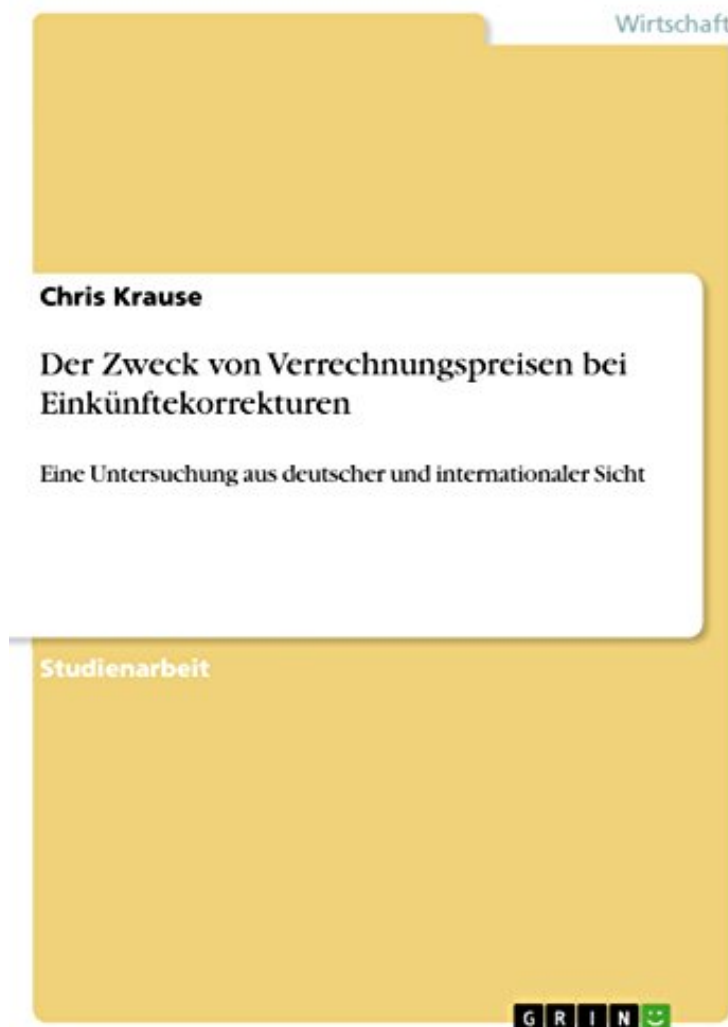 Wirtschaft
Chris Krause
Der Zweck von Verrechnungspreisen bei
Einkünftekorrekturen
Eine Untersuchung aus deutscher und internationaler Sicht
Studienarbeit
GRIN